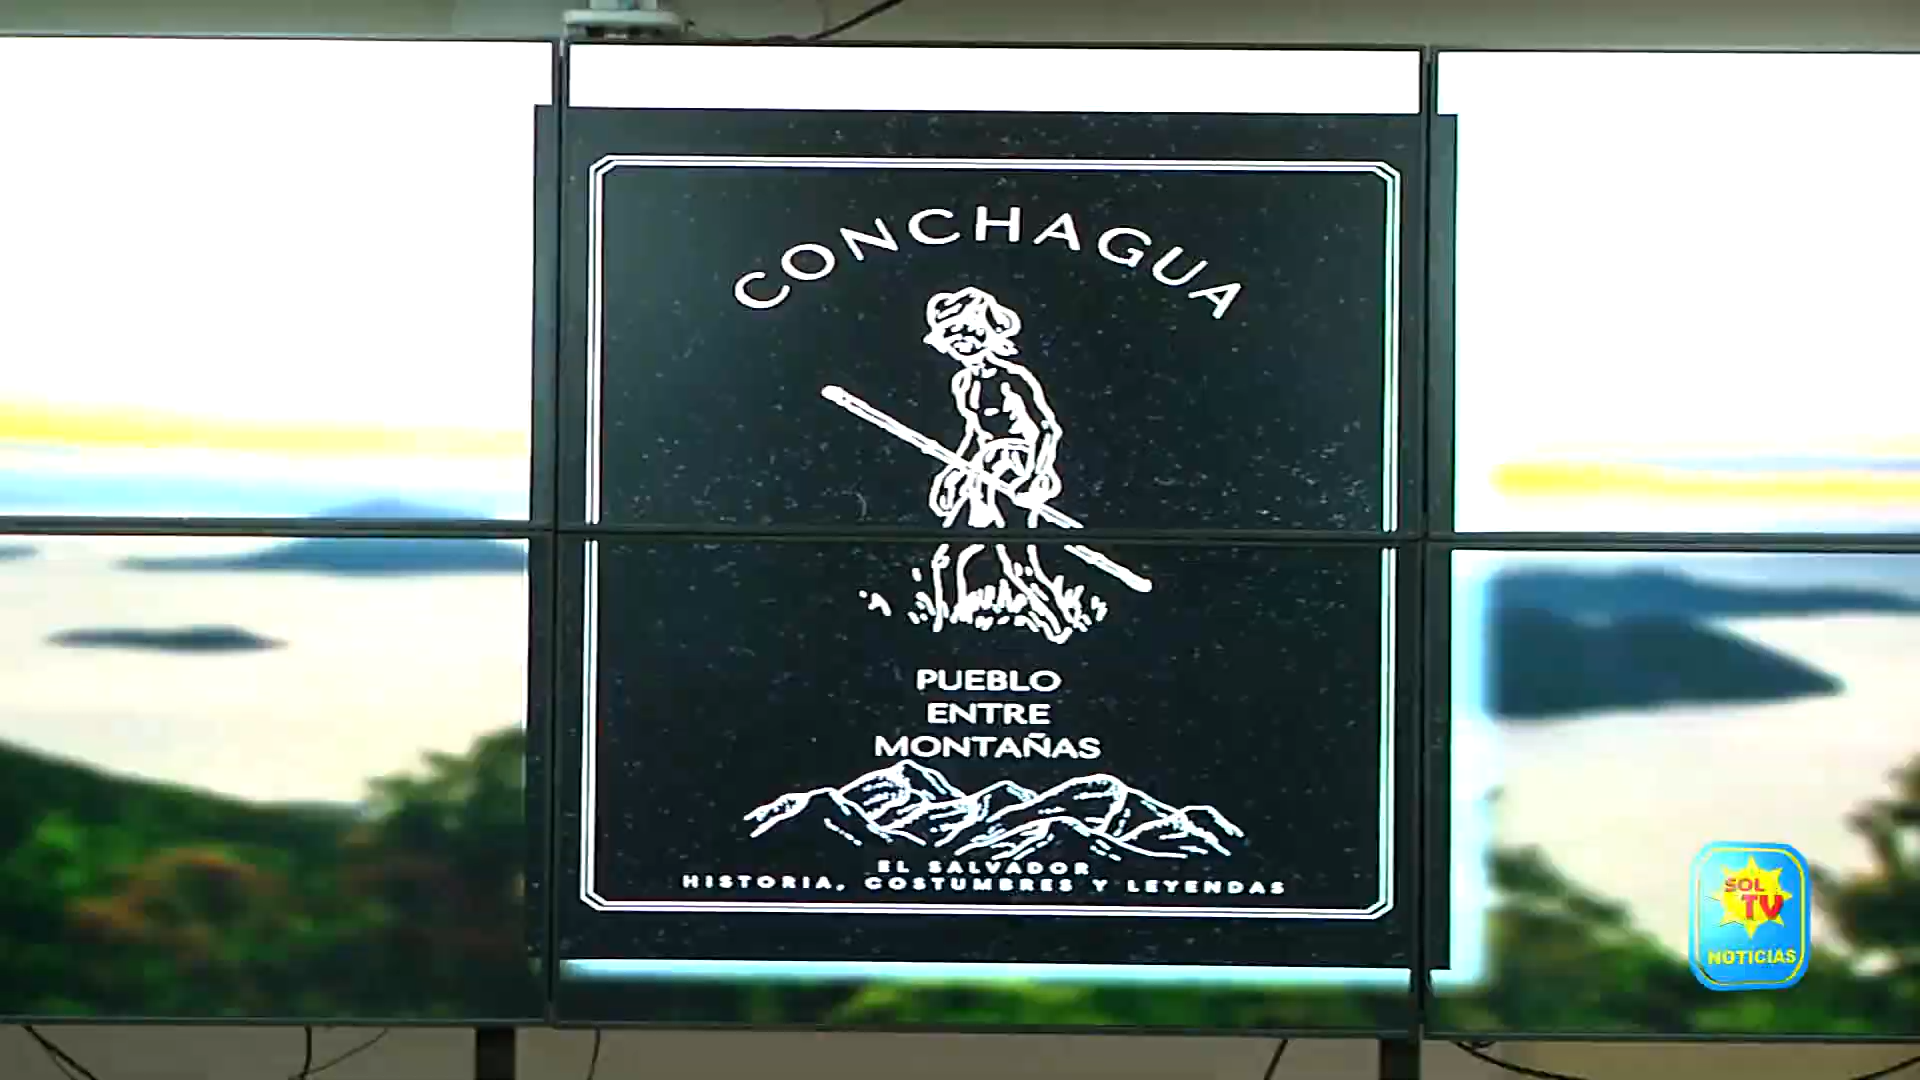 CONCHAGUA
PUEBLO
ENTRE
MONTAÑAS
EL SALVADOR
HISTORIA, COSTUMBRES Y LEYENDAS
SOL
TV
NOTICIAS